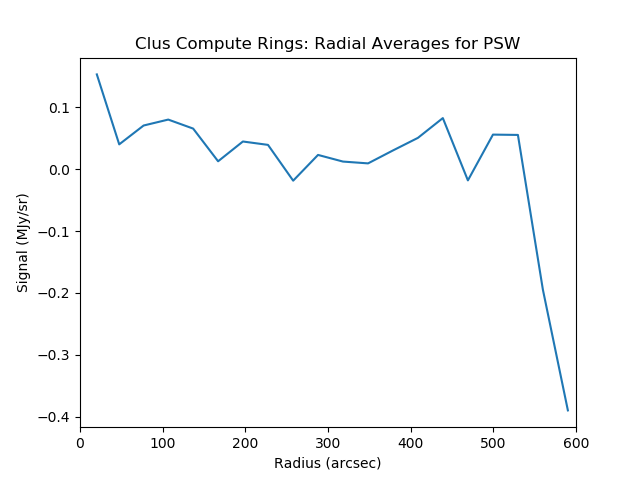 Clus Compute Rings: Radial Averages for PSW
Signal (MJy/sr)
0.1
0.0
−0.1
−0.2
−0.3
−0.4
0 100 200 300 400 500 600
Radius (arcsec)